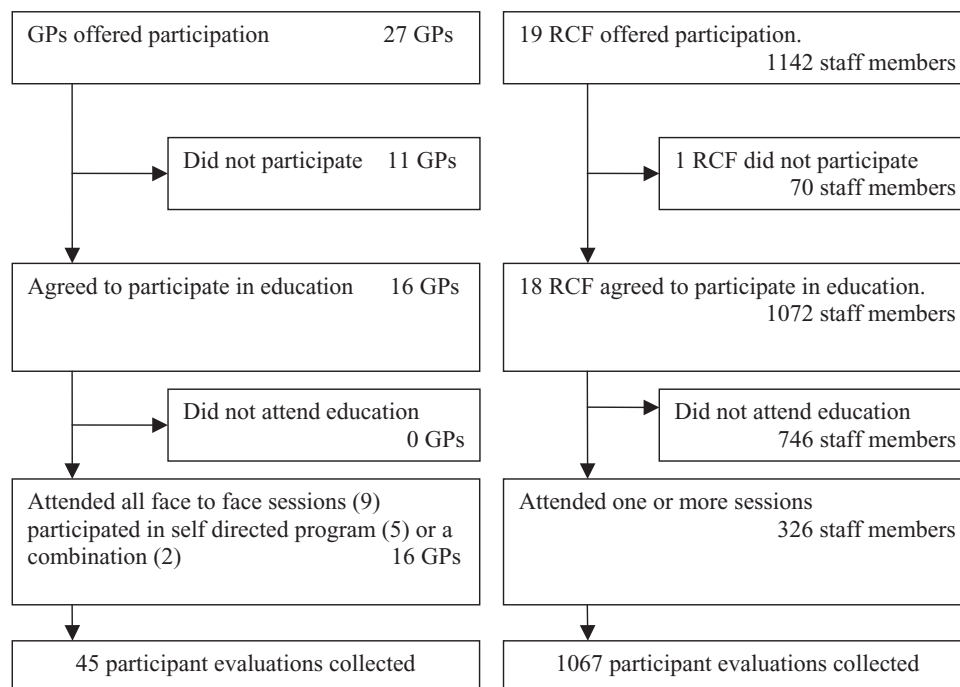 GPs offered participation 27 GPs
Did not participate 11 GPs
Agreed to participate in education 16 GPs
Did not attend education
0 GPs
Attended all face to face sessions (9)
participated in self directed program (5) or a
combination (2) 16 GPs
45 participant evaluations collected
19 RCF offered participation.
1142 staff members
1 RCF did not participate
70 staff members
18 RCF agreed to participate in education.
1072 staff members
Did not attend education
746 staff members
Attended one or more sessions
326 staff members
1067 participant evaluations collected